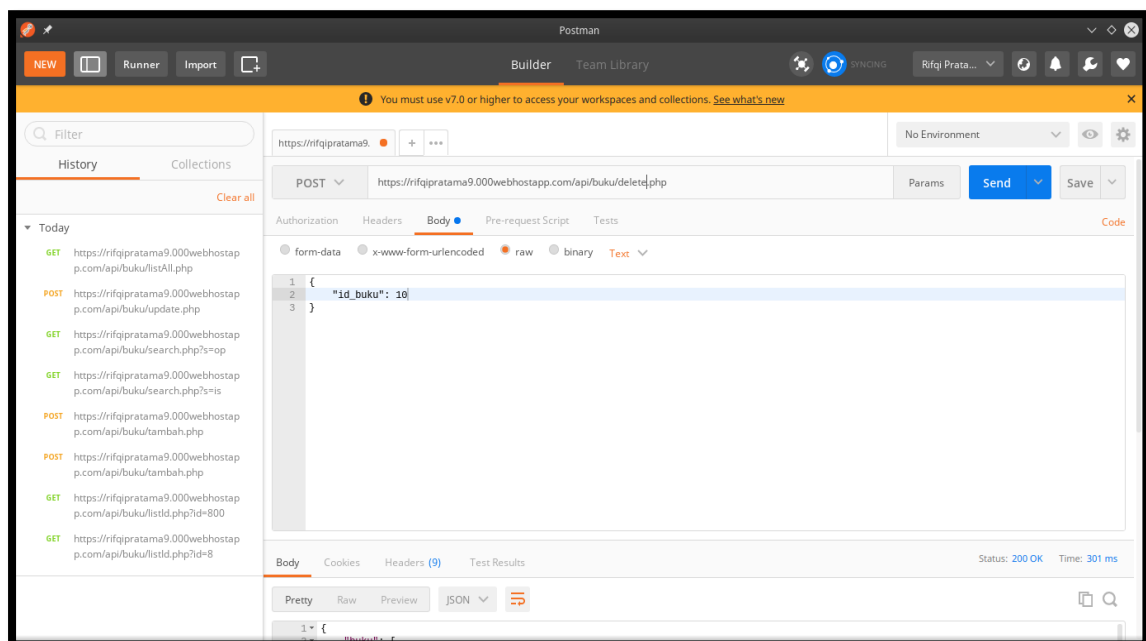 Postman
NEW Runner Import Builder Team Library SYNCING Rifqi Prata...
You must use v7.0 or higher to access your workspaces and collections. See what's new
Filter
History Collections
Clear all
Today
GET https://rifqipratama9.000webhostap
p.com/api/buku/listAll.php
POST https://rifqipratama9.000webhostap
p.com/api/buku/update.php
GET https://rifqipratama9.000webhostap
p.com/api/buku/search.php?s=op
GET https://rifqipratama9.000webhostap
p.com/api/buku/search.php?s=is
POST https://rifqipratama9.000webhostap
p.com/api/buku/tambah.php
POST https://rifqipratama9.000webhostap
p.com/api/buku/tambah.php
GET https://rifqipratama9.000webhostap
p.com/api/buku/listId.php?id=800
GET https://rifqipratama9.000webhostap
p.com/api/buku/listId.php?id=8
https://rifqipratama9. + •••
No Environment
POST https://rifqipratama9.000webhostapp.com/api/buku/delete.php Params Send Save
Authorization Headers Body Pre-request Script Tests Code
form-data x-www-form-urlencoded raw binary Text
1 {
2 "id_buku": 10
3 }
Body Cookies Headers (9) Test Results Status: 200 OK Time: 301 ms
Pretty Raw Preview JSON
1 {
"buku": {